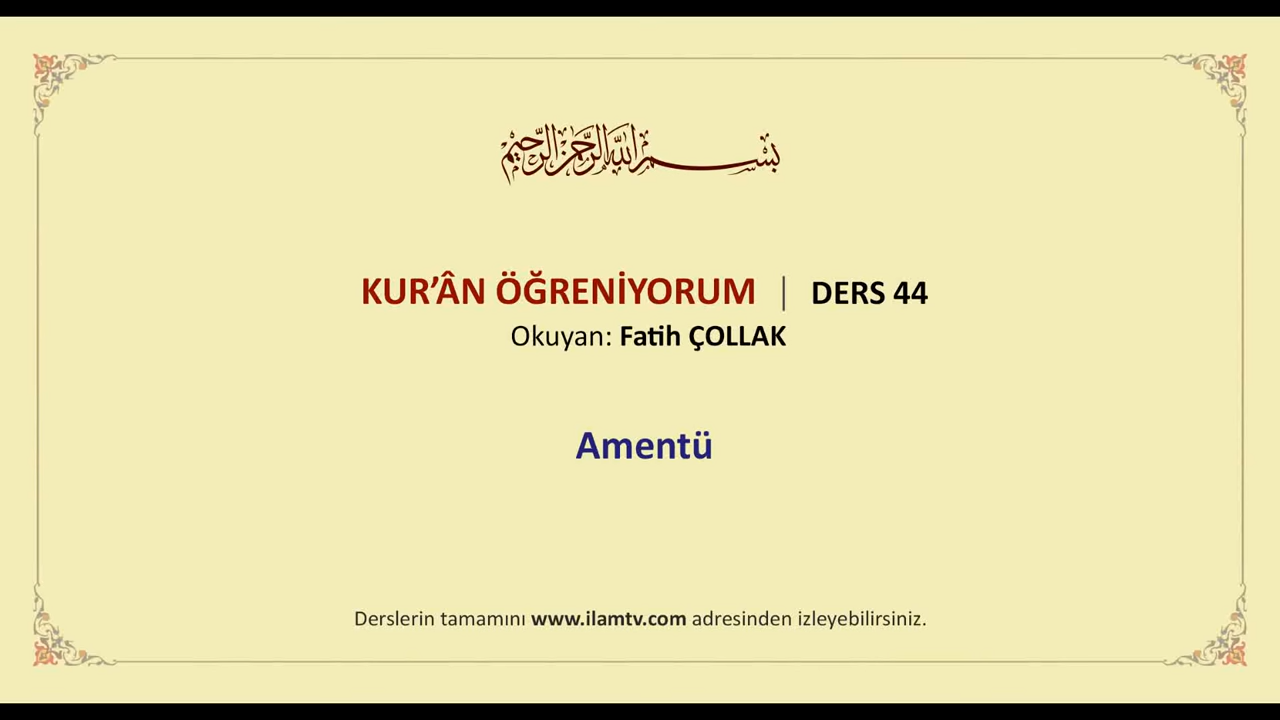 بسم الله الرحمن الرحيم
KUR’ÂN ÖĞRENİYORUM | DERS 44
Okuyan: Fatih ÇOLLAK
Amentü
Derslerin tamamını www.ilamtv.com adresinden izleyebilirsiniz.